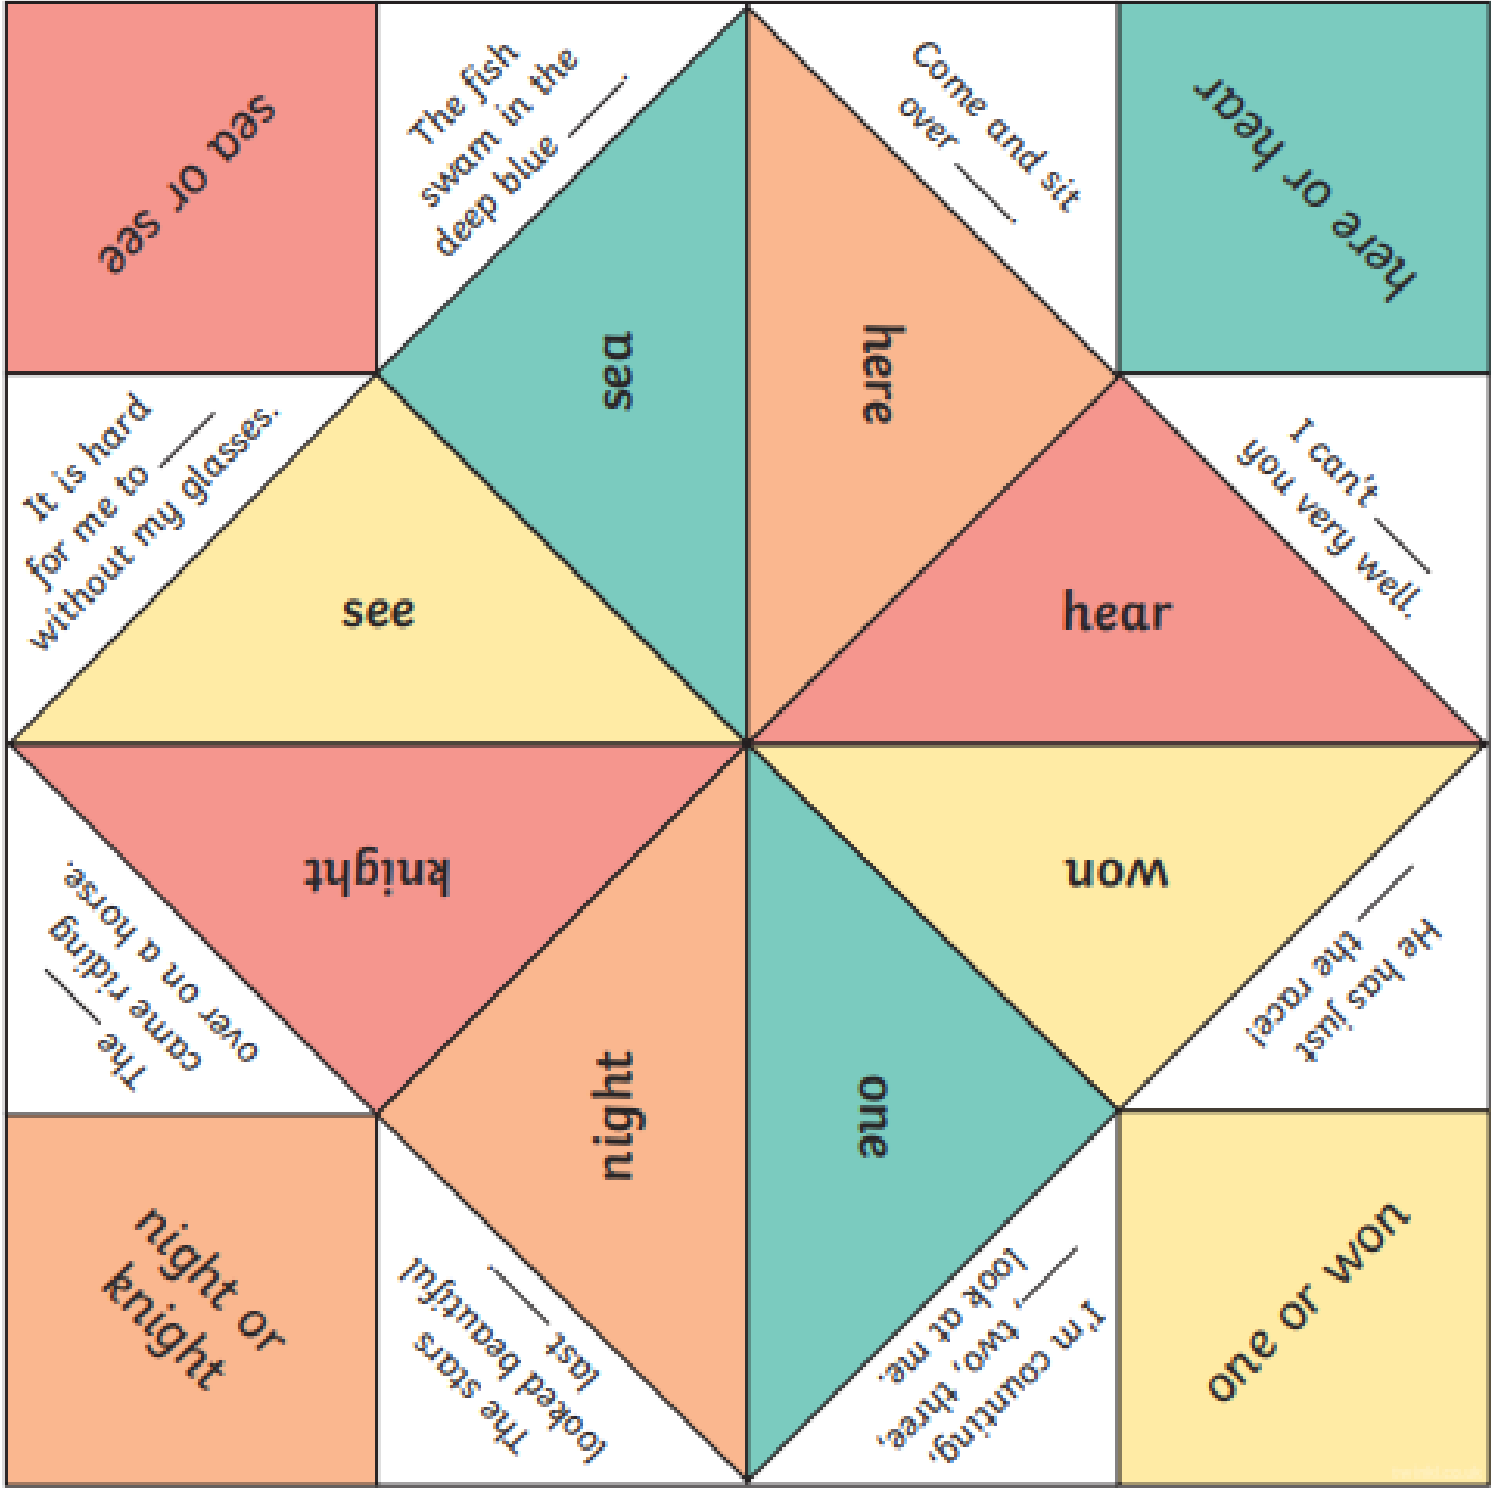 sea or see
The fish
swam in the
deep blue ____.
Come and sit
over ____.
here or hear
It is hard
for me to ____
without my glasses.
sea
here
I can't ____
you very well.
see
hear
knight
won
The ____
came riding
over on a horse.
He has just
____ the race!
night
one
night or
knight
The stars
looked beautiful
last ____
I'm counting,
____, two, three,
look at me.
one or won